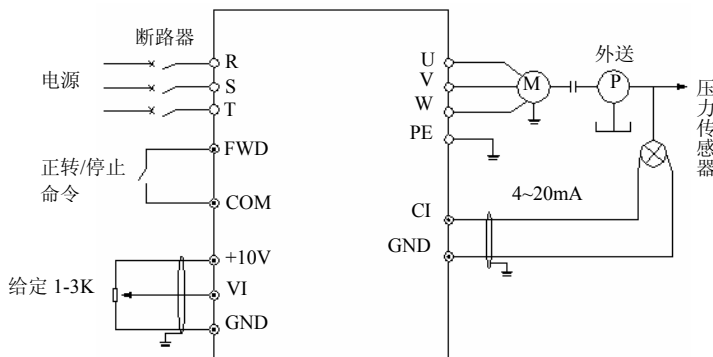 断路器
电源
R
S
T
正转/停止
命令
FWD
COM
给定 1-3K
+10V
VI
GND
U
V
W
PE
M
外送
P
压力传感器
4~20mA
CI
GND